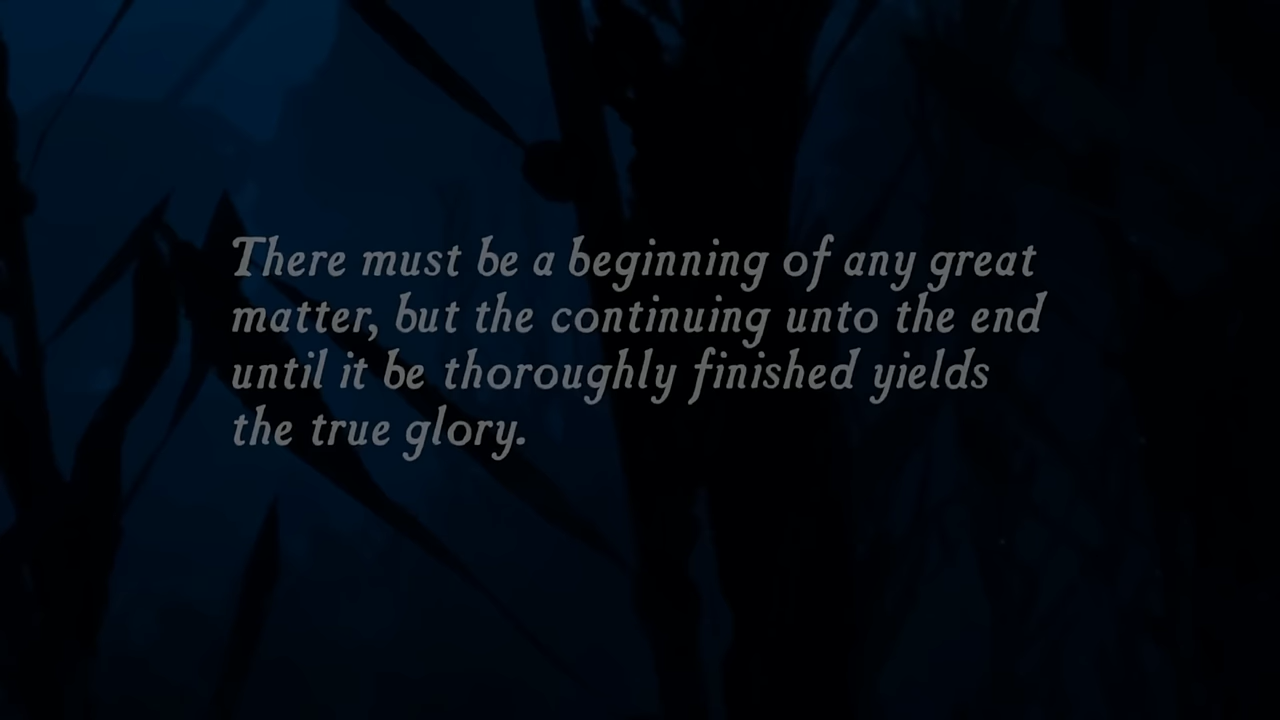 There must be a beginning of any great
matter, but the continuing unto the end
until it be thoroughly finished yields
the true glory.